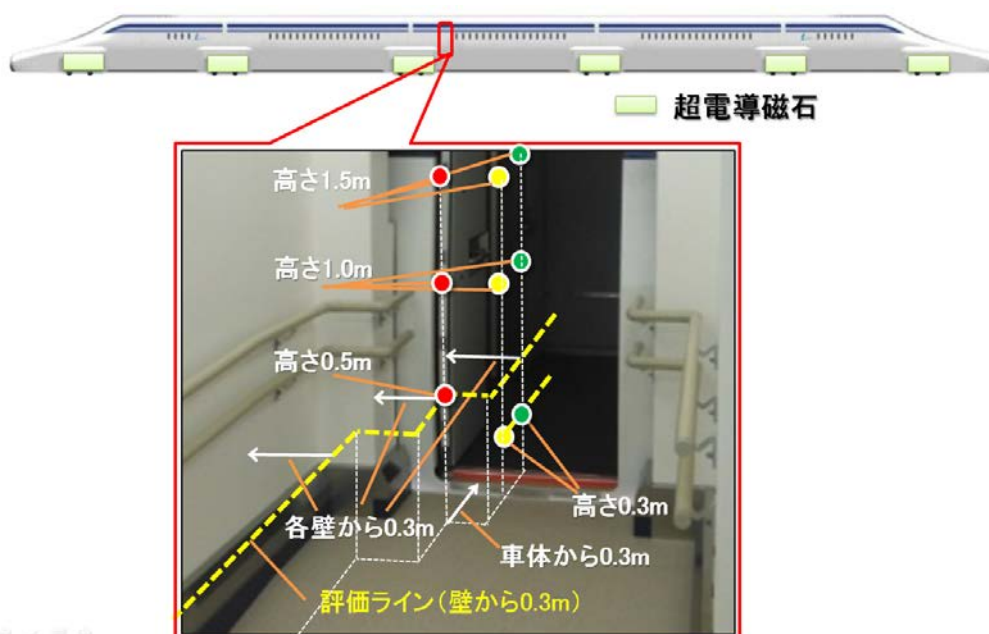 超電導磁石
高さ1.5m
高さ1.0m
高さ0.5m
各壁から0.3m
高さ0.3m
車体から0.3m
評価ライン（壁から0.3m）